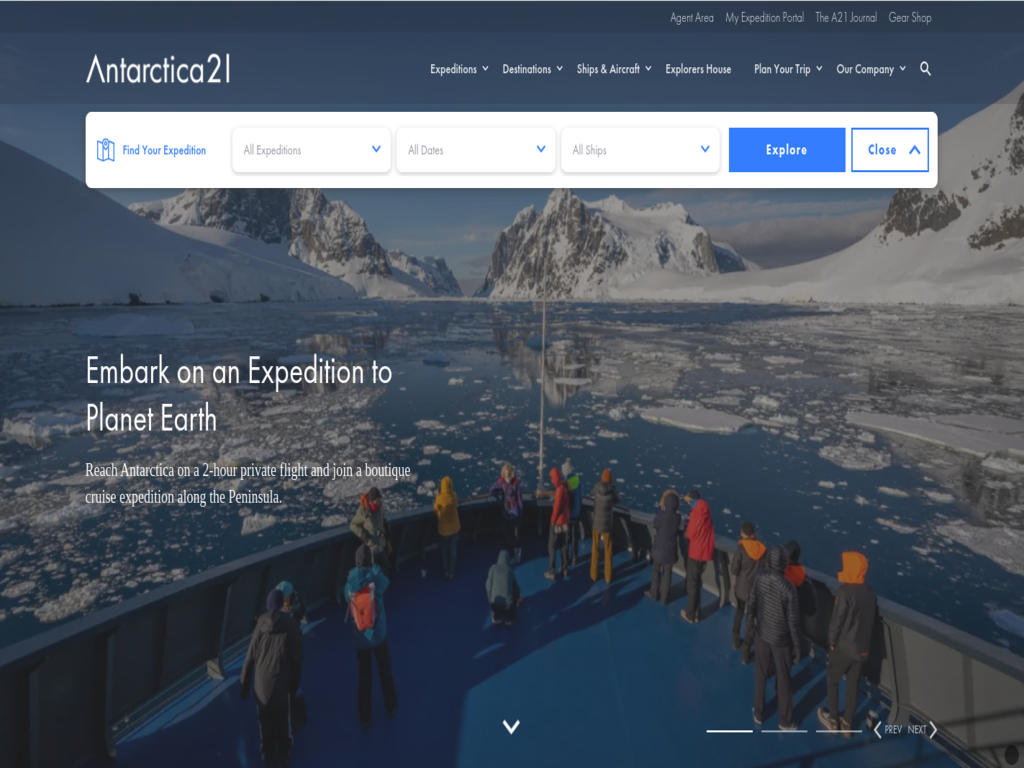 Agent Area My Expedition Portal The A21 Journal Gear Shop
Antarctica21
Expeditions Destinations Ships & Aircraft Explorers House Plan Your Trip Our Company
Find Your Expedition All Expeditions All Dates All Ships Explore Close
Embark on an Expedition to
Planet Earth
Reach Antarctica on a 2-hour private flight and join a boutique
cruise expedition along the Peninsula.
PREV NEXT